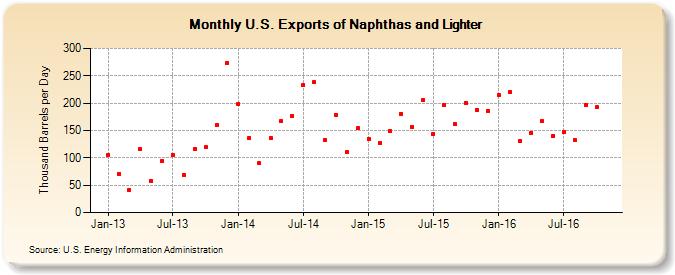 Monthly U.S. Exports of Naphthas and Lighter
Thousand Barrels per Day
300
250
200
150
100
50
0
Jan-13 Jul-13 Jan-14 Jul-14 Jan-15 Jul-15 Jan-16 Jul-16
Source: U.S. Energy Information Administration